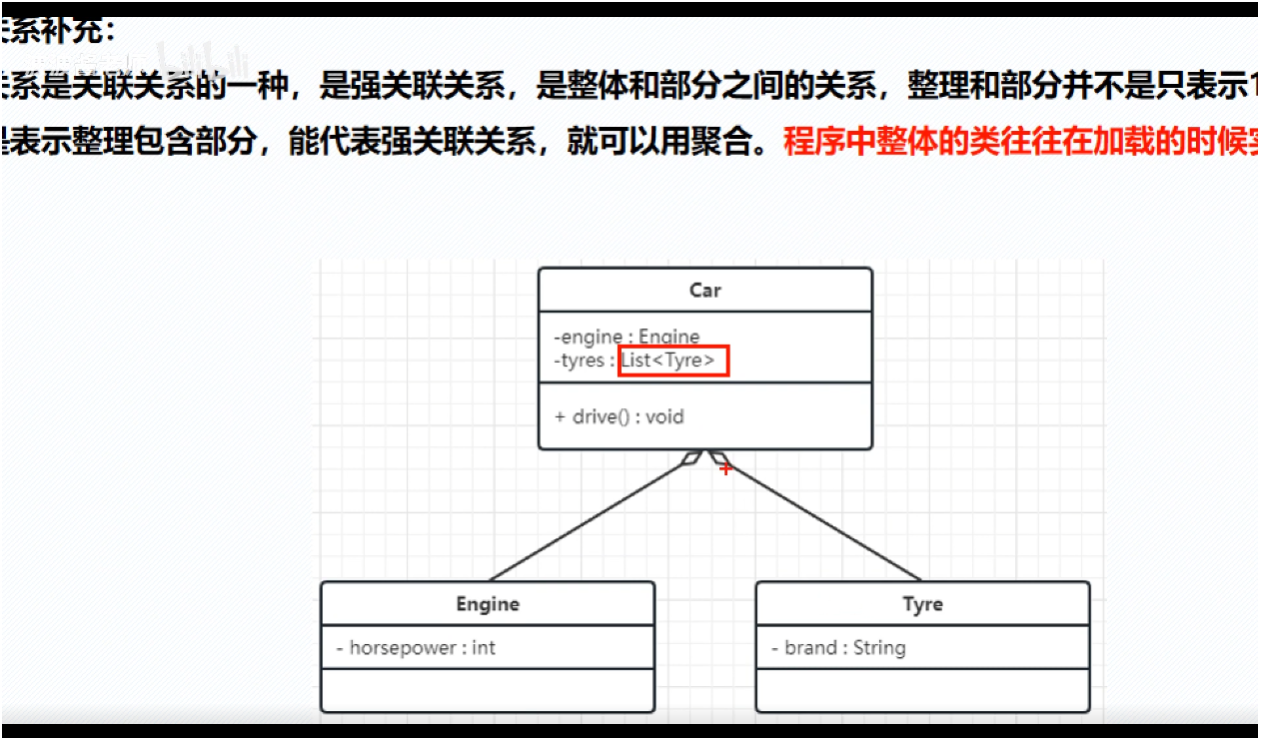 系补充：
系是关联关系的一种，是强关联关系，是整体和部分之间的关系，整理和部分并不是只表示1
表示整理包含部分，能代表强关联关系，就可以用聚合。程序中整体的类往往在加载的时候
bilibili
Car
-engine : Engine
-tyres : List<Tyre>
+ drive() : void
Engine
- horsepower : int
Tyre
- brand : String